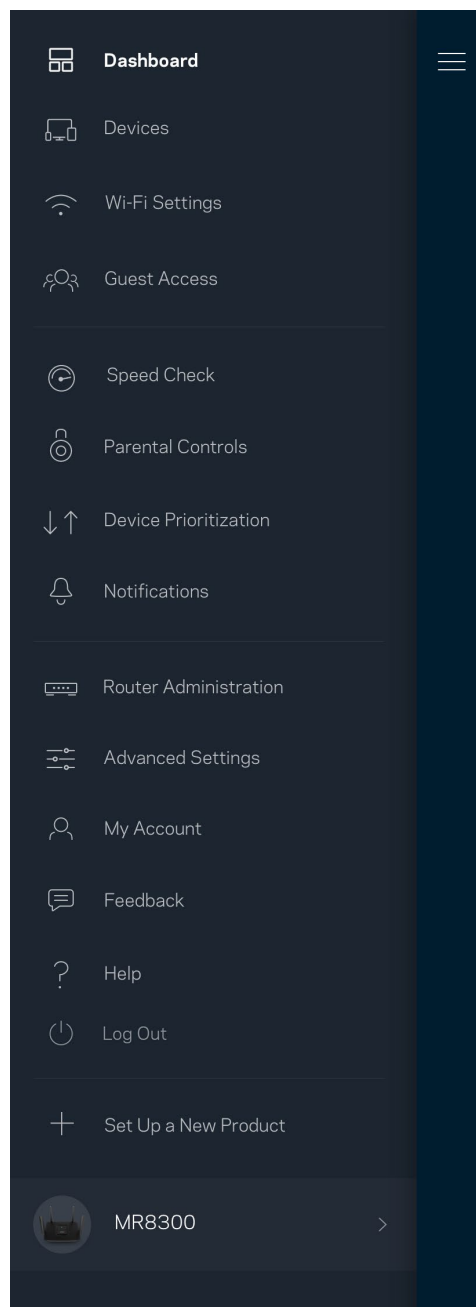 Dashboard
Devices
Wi-Fi Settings
Guest Access
Speed Check
Parental Controls
Device Prioritization
Notifications
Router Administration
Advanced Settings
My Account
Feedback
Help
Log Out
Set Up a New Product
MR8300